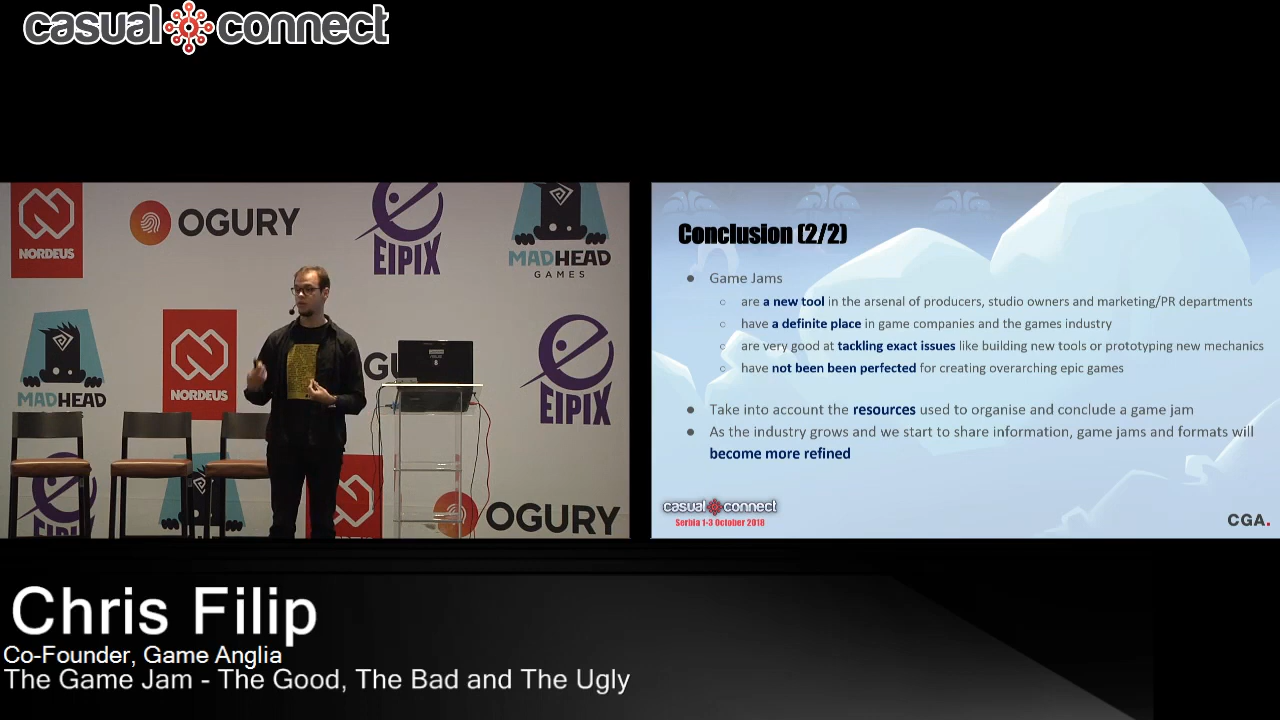 casual connect
NORDEUS
OGURY
EIPIX
MADHEAD
GAMES
MADHEAD
NORDEUS
OGU
EIPIX
EIPIX
OGURY
Conclusion (2/2)
● Game Jams
○ are a new tool in the arsenal of producers, studio owners and marketing/PR departments
○ have a definite place in game companies and the games industry
○ are very good at tackling exact issues like building new tools or prototyping new mechanics
○ have not been been perfected for creating overarching epic games
● Take into account the resources used to organise and conclude a game jam
● As the industry grows and we start to share information, game jams and formats will
become more refined
casual connect
Serbia 1-3 October 2018
CGA.
Chris Filip
Co-Founder, Game Anglia
The Game Jam - The Good, The Bad and The Ugly